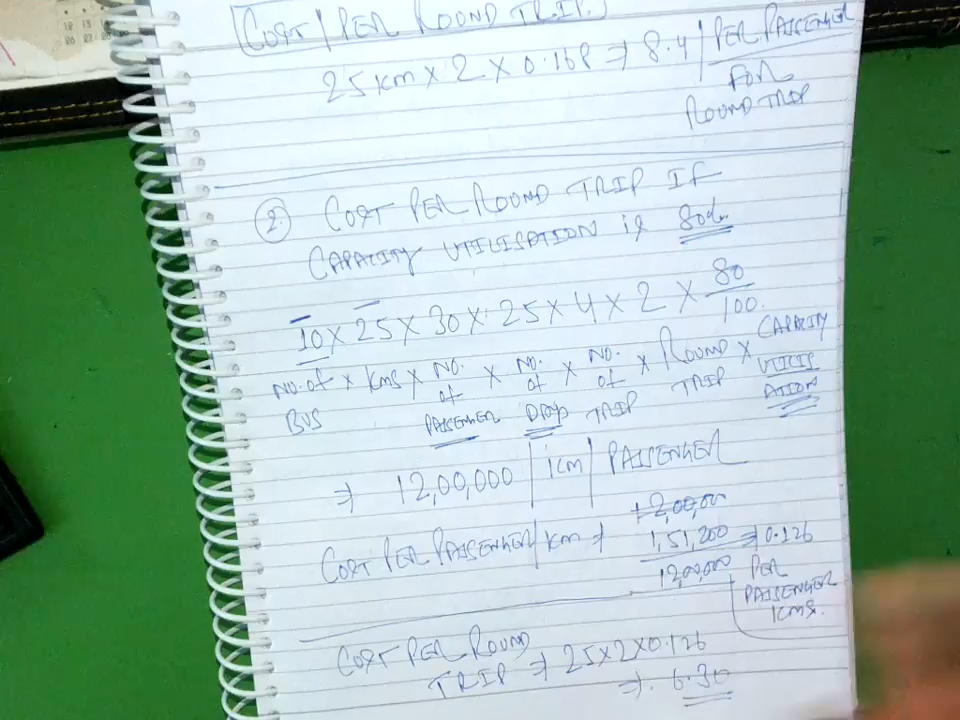 COST/PER ROUND TRIP.
25km × 2 × 0.168 ⇒ 8.4 / PER PASSENGER
FOR
ROUND TRIP
② COST PER ROUND TRIP IF
CAPACITY UTILISATION is 80%
10 × 25 × 30 × 25 × 4 × 2 × 80/100.
NO. of BUS × Kms × NO. of PASSENGER × NO. of Days × NO. of TRIP × ROUND TRIP × CAPACITY UTILISATION
⇒ 12,00,000 / km / PASSENGER
COST PER PASSENGER/km ⇒ 1,51,200 / 12,00,000 ⇒ 0.126
PER
PASSENGER
kms.
COST PER ROUND
TRIP ⇒ 25×2×0.126
⇒ 6.30